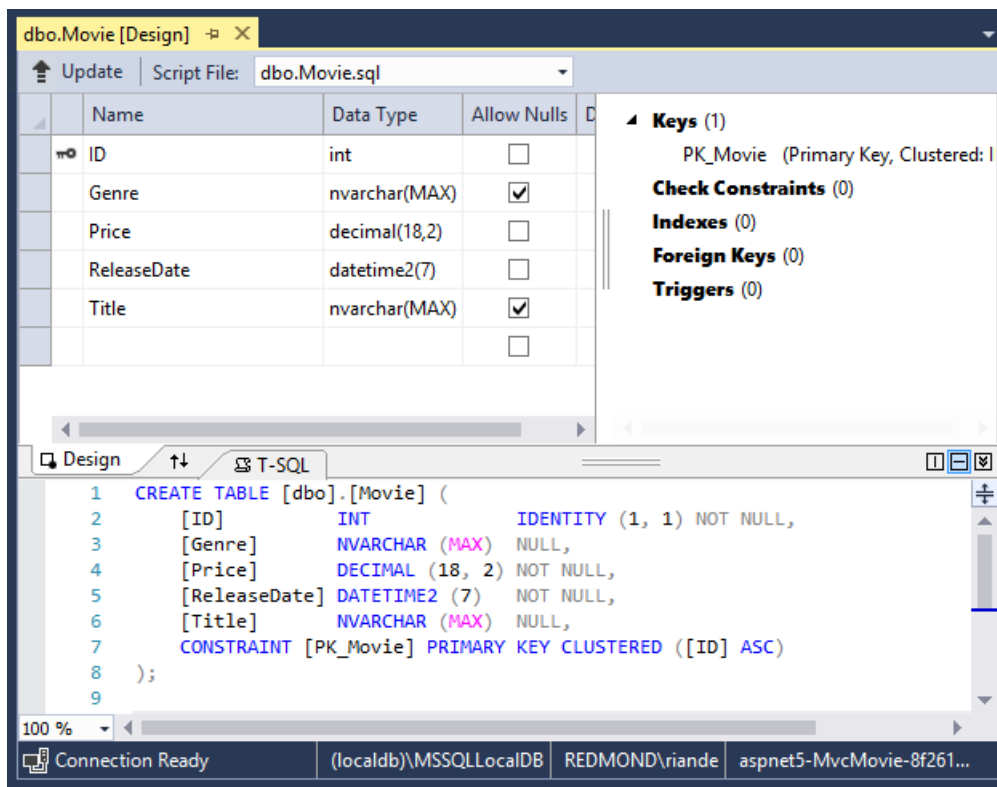 dbo.Movie [Design]
Update Script File: dbo.Movie.sql
Name Data Type Allow Nulls D
ID int
Genre nvarchar(MAX)
Price decimal(18,2)
ReleaseDate datetime2(7)
Title nvarchar(MAX)
Keys (1)
PK_Movie (Primary Key, Clustered: I
Check Constraints (0)
Indexes (0)
Foreign Keys (0)
Triggers (0)
Design T-SQL
1 CREATE TABLE [dbo].[Movie] (
2 [ID] INT IDENTITY (1, 1) NOT NULL,
3 [Genre] NVARCHAR (MAX) NULL,
4 [Price] DECIMAL (18, 2) NOT NULL,
5 [ReleaseDate] DATETIME2 (7) NOT NULL,
6 [Title] NVARCHAR (MAX) NULL,
7 CONSTRAINT [PK_Movie] PRIMARY KEY CLUSTERED ([ID] ASC)
8 );
9
100 %
Connection Ready (localdb)\MSSQLLocalDB REDMOND\riande aspnet5-MvcMovie-8f261...